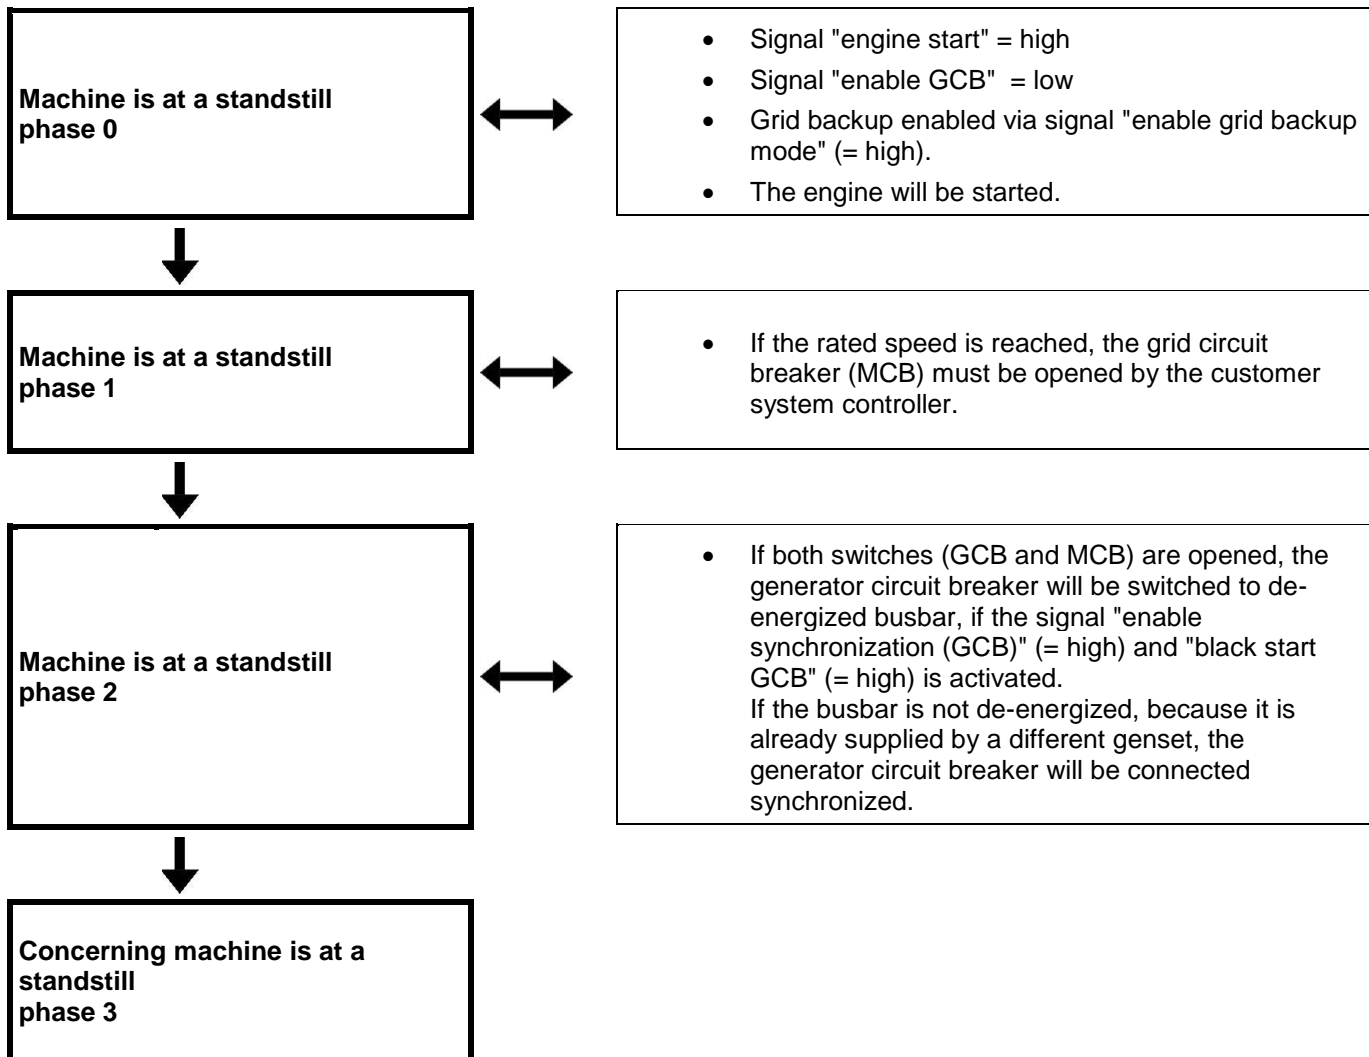 Machine is at a standstill
phase 0
• Signal "engine start" = high
• Signal "enable GCB" = low
• Grid backup enabled via signal "enable grid backup
mode" (= high).
• The engine will be started.
Machine is at a standstill
phase 1
• If the rated speed is reached, the grid circuit
breaker (MCB) must be opened by the customer
system controller.
Machine is at a standstill
phase 2
• If both switches (GCB and MCB) are opened, the
generator circuit breaker will be switched to de-
energized busbar, if the signal "enable
synchronization (GCB)" (= high) and "black start
GCB" (= high) is activated.
If the busbar is not de-energized, because it is
already supplied by a different genset, the
generator circuit breaker will be connected
synchronized.
Concerning machine is at a
standstill
phase 3